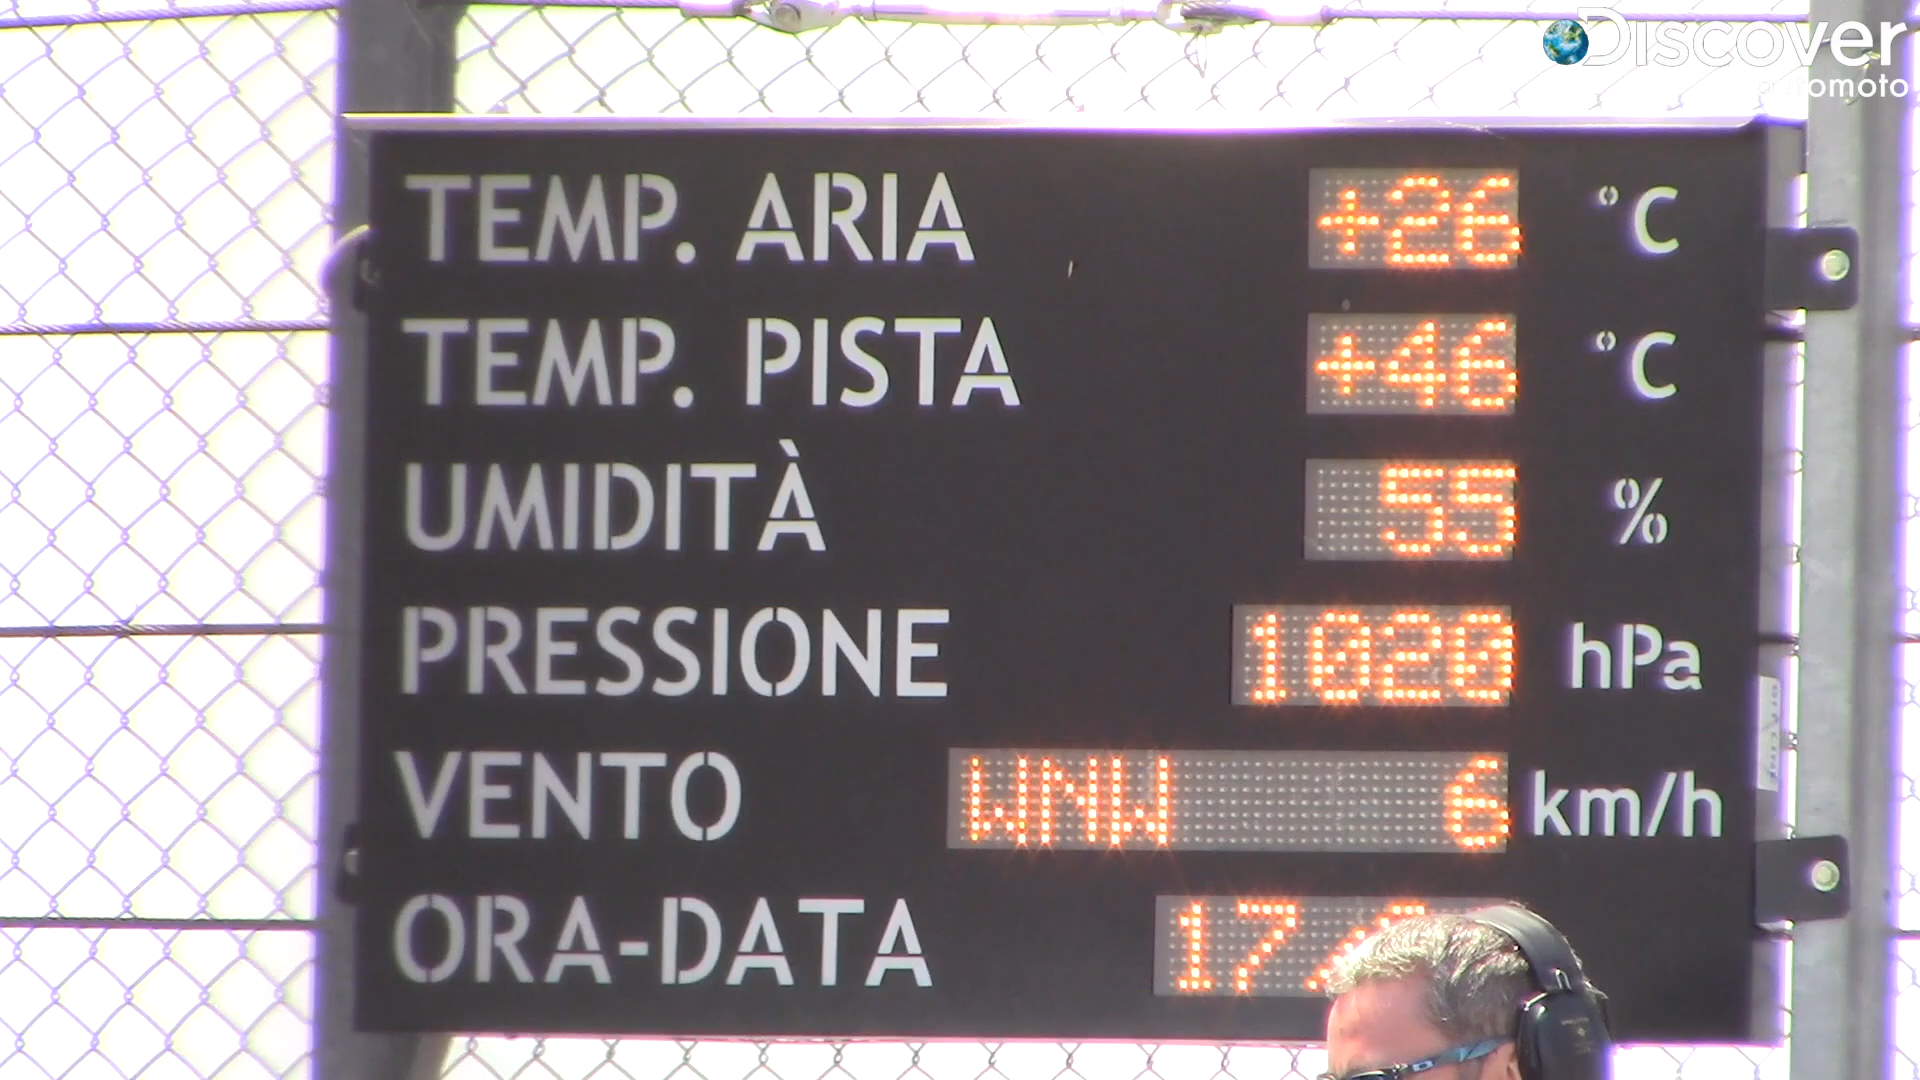 Discover
automoto
TEMP. ARIA +26 °C
TEMP. PISTA +46 °C
UMIDITÀ 55 %
PRESSIONE 1020 hPa
VENTO WNW 6 km/h
ORA-DATA 17/